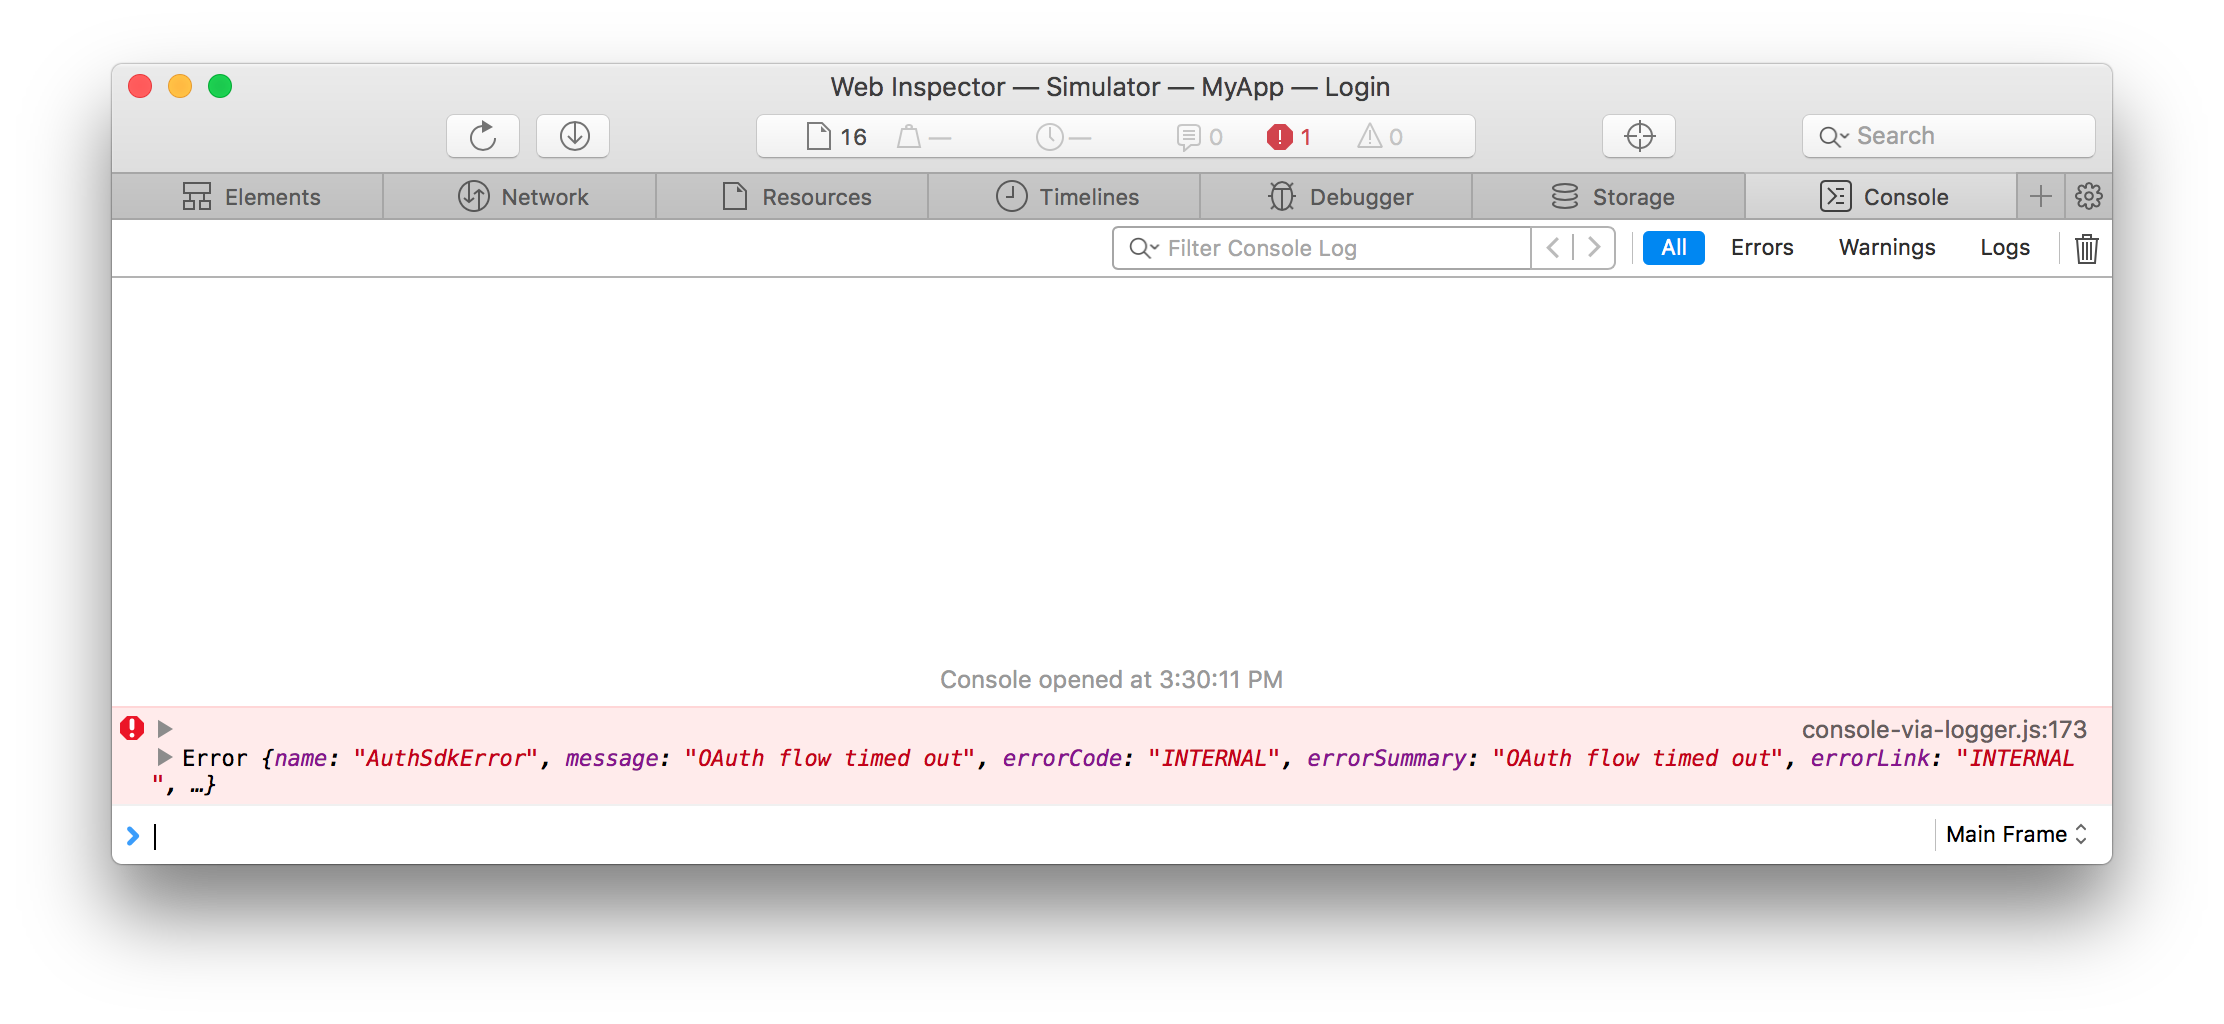 Web Inspector — Simulator — MyApp — Login
16 — — 0 1 0 Search
Elements Network Resources Timelines Debugger Storage Console
Filter Console Log All Errors Warnings Logs
Console opened at 3:30:11 PM
console-via-logger.js:173
Error {name: "AuthSdkError", message: "OAuth flow timed out", errorCode: "INTERNAL", errorSummary: "OAuth flow timed out", errorLink: "INTERNAL
", …}
Main Frame